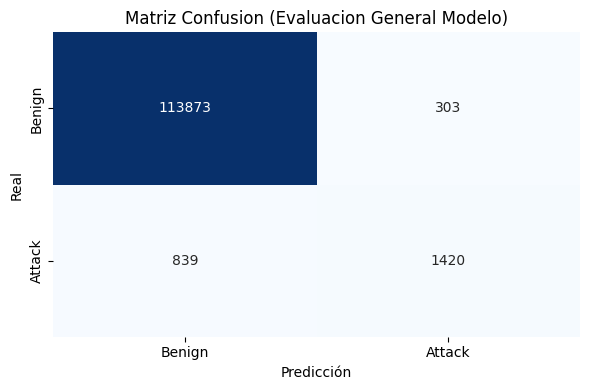 Matriz Confusion (Evaluacion General Modelo)
Real
Benign
113873
303
Attack
839
1420
Benign
Attack
Predicción